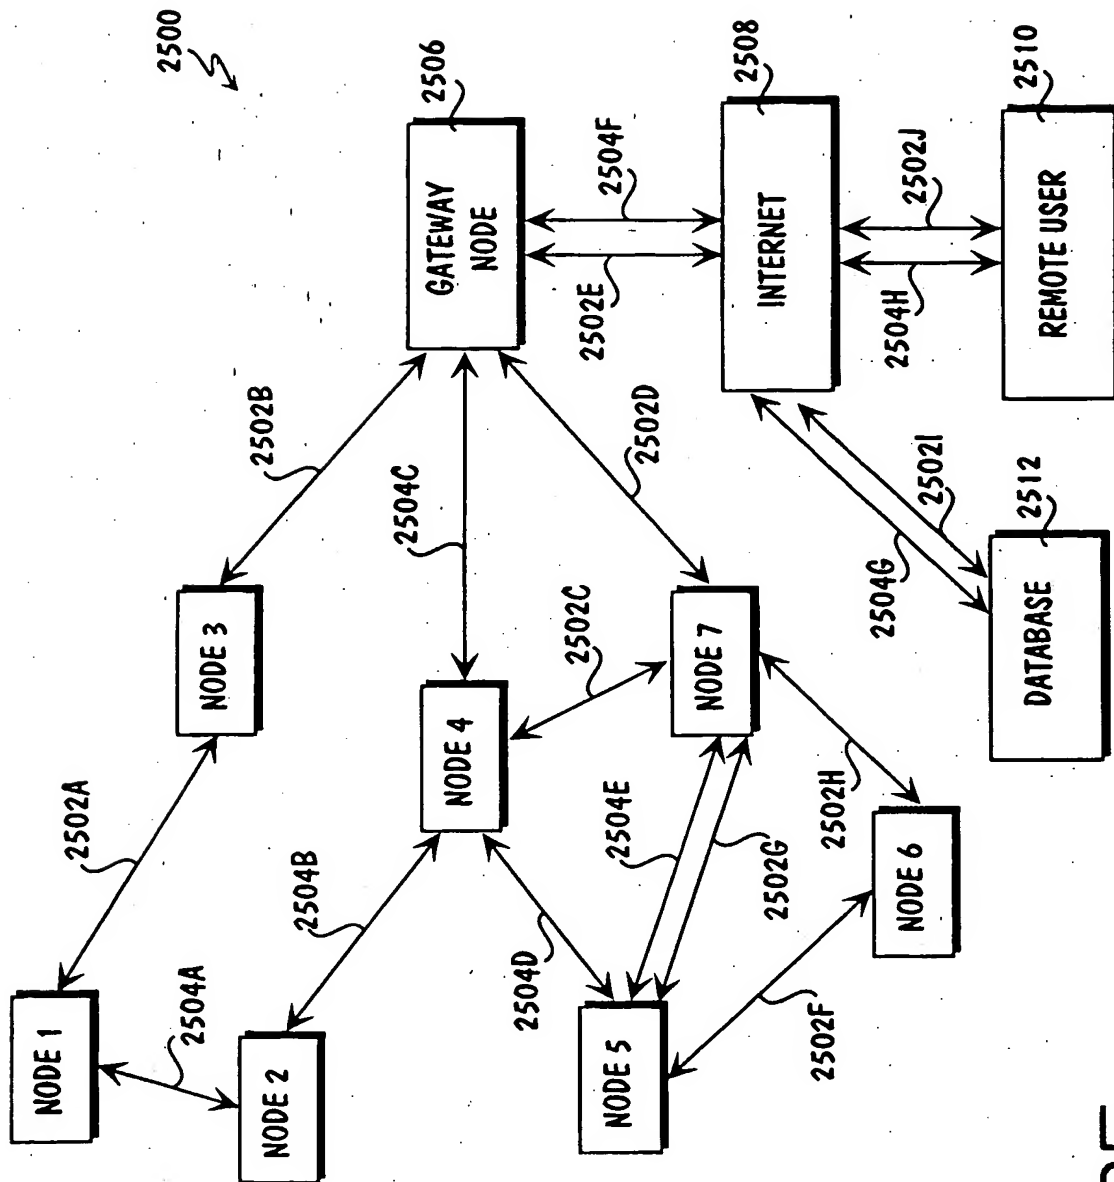 2500
NODE 1
2502A
NODE 3
2502B
GATEWAY
NODE
2506
2504A
NODE 2
2504B
NODE 4
2504C
2504D
2502C
2502D
2502E
2504F
NODE 5
2504E
2502G
NODE 7
INTERNET
2508
2502F
NODE 6
2502H
2504G
2502I
2504H
2502J
DATABASE
2512
REMOTE USER
2510